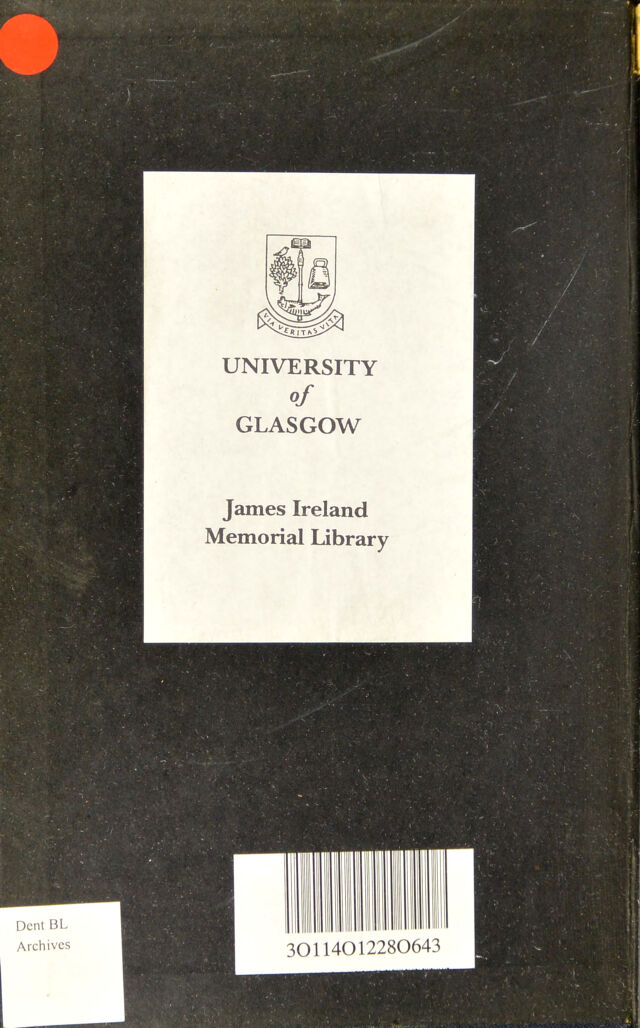 VIA VERITAS VITA
UNIVERSITY
of
GLASGOW
James Ireland
Memorial Library
Dent BL
Archives
30114012280643